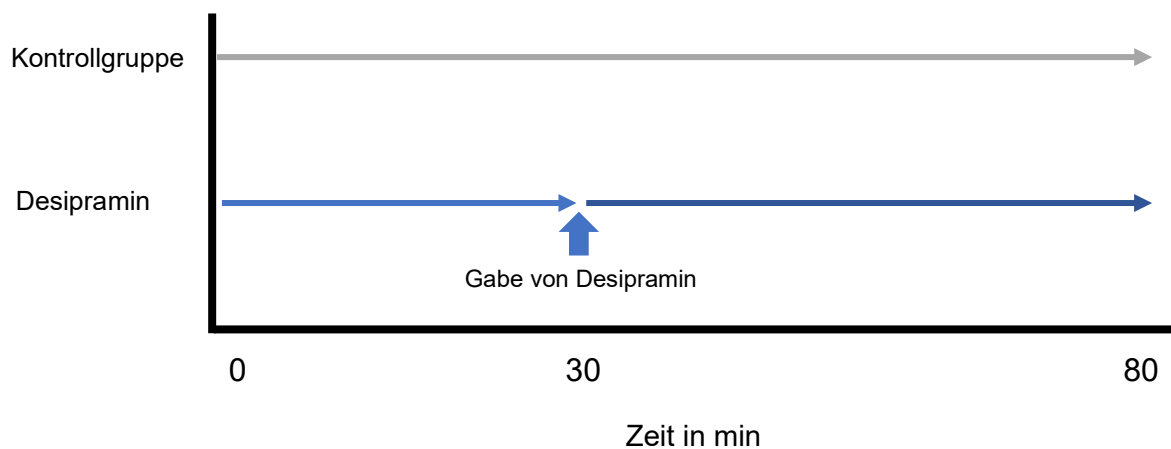 Kontrollgruppe
Desipramin
Gabe von Desipramin
0 30 80
Zeit in min